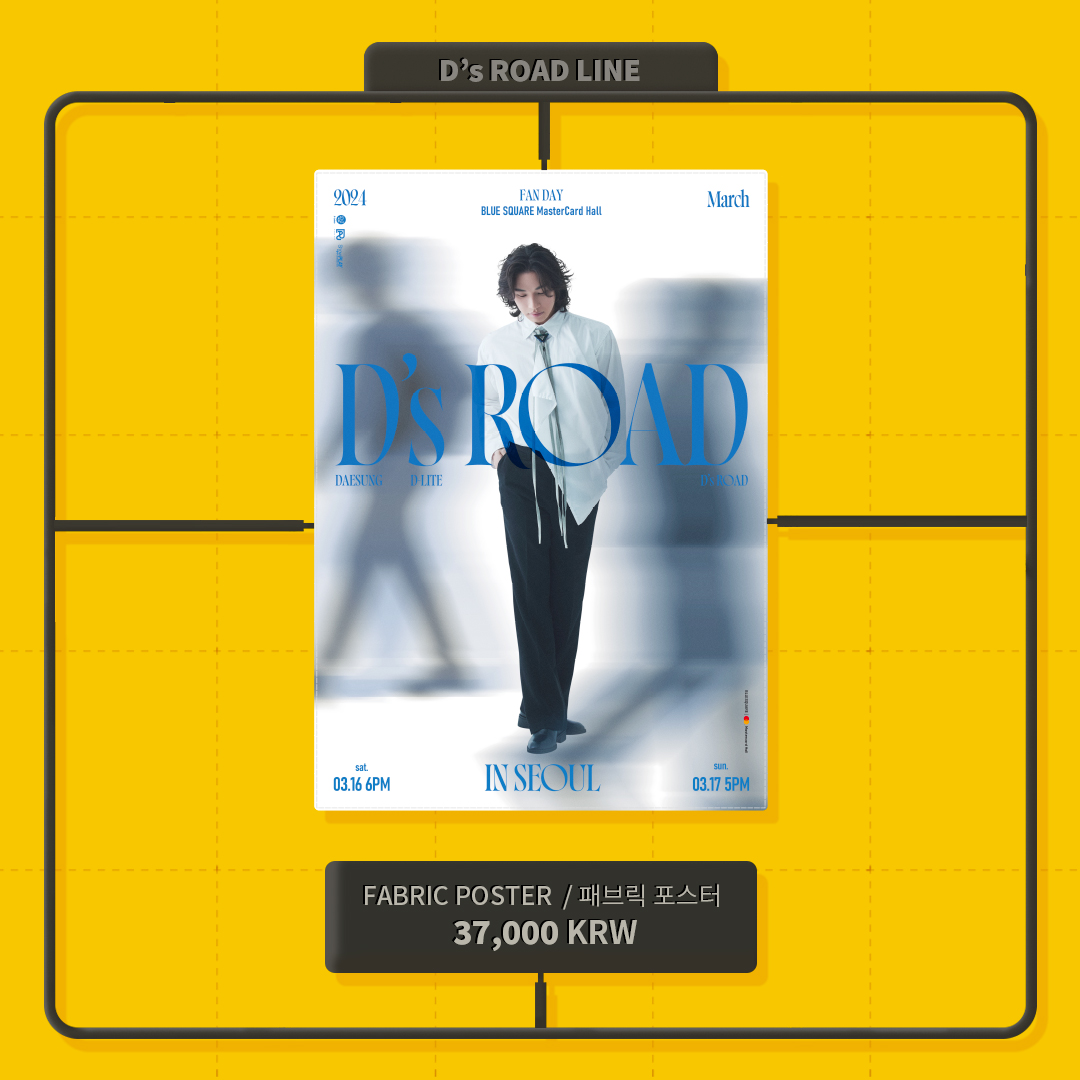 D's ROAD LINE
2024
FAN DAY
March
BLUE SQUARE MasterCard Hall
D's ROAD
DAESUNG D-LITE D's ROAD
sat.
03.16 6PM
IN SEOUL
sun.
03.17 5PM
FABRIC POSTER / 패브릭 포스터
37,000 KRW